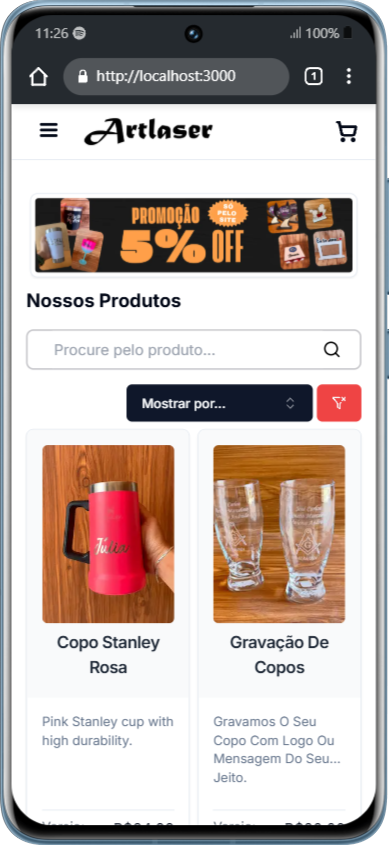 11:26 100%
http://localhost:3000 1
Artlaser
PROMOÇÃO SÓ PELO SITE
5% OFF
Nossos Produtos
Procure pelo produto...
Mostrar por...
Júlia
Copo Stanley
Rosa
Gravação De
Copos
Pink Stanley cup with
high durability.
Gravamos O Seu
Copo Com Logo Ou
Mensagem Do Seu...
Jeito.